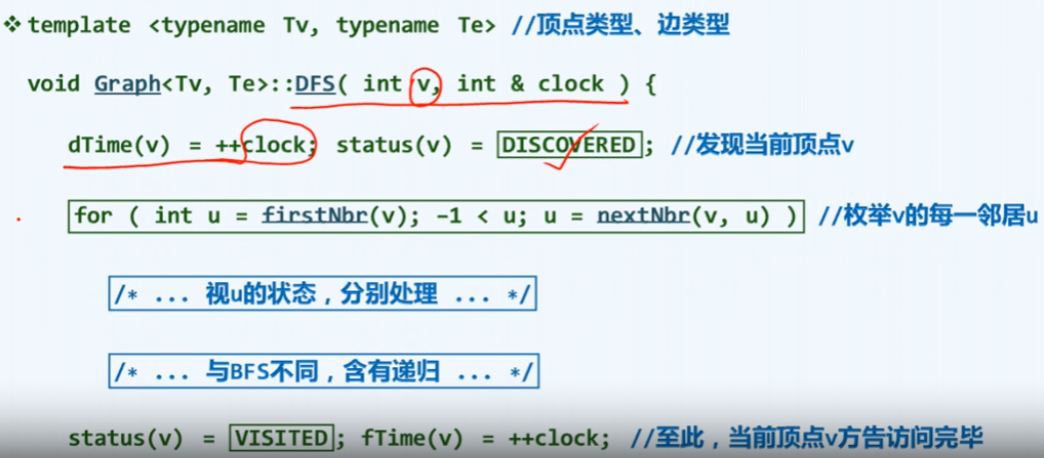 ❖ template <typename Tv, typename Te> //顶点类型、边类型
void Graph<Tv, Te>::DFS( int v, int & clock ) {
dTime(v) = ++clock; status(v) = DISCOVERED; //发现当前顶点v
for ( int u = firstNbr(v); -1 < u; u = nextNbr(v, u) ) //枚举v的每一邻居u
/* ... 视u的状态，分别处理 ... */
/* ... 与BFS不同，含有递归 ... */
status(v) = VISITED; fTime(v) = ++clock; //至此，当前顶点v方告访问完毕